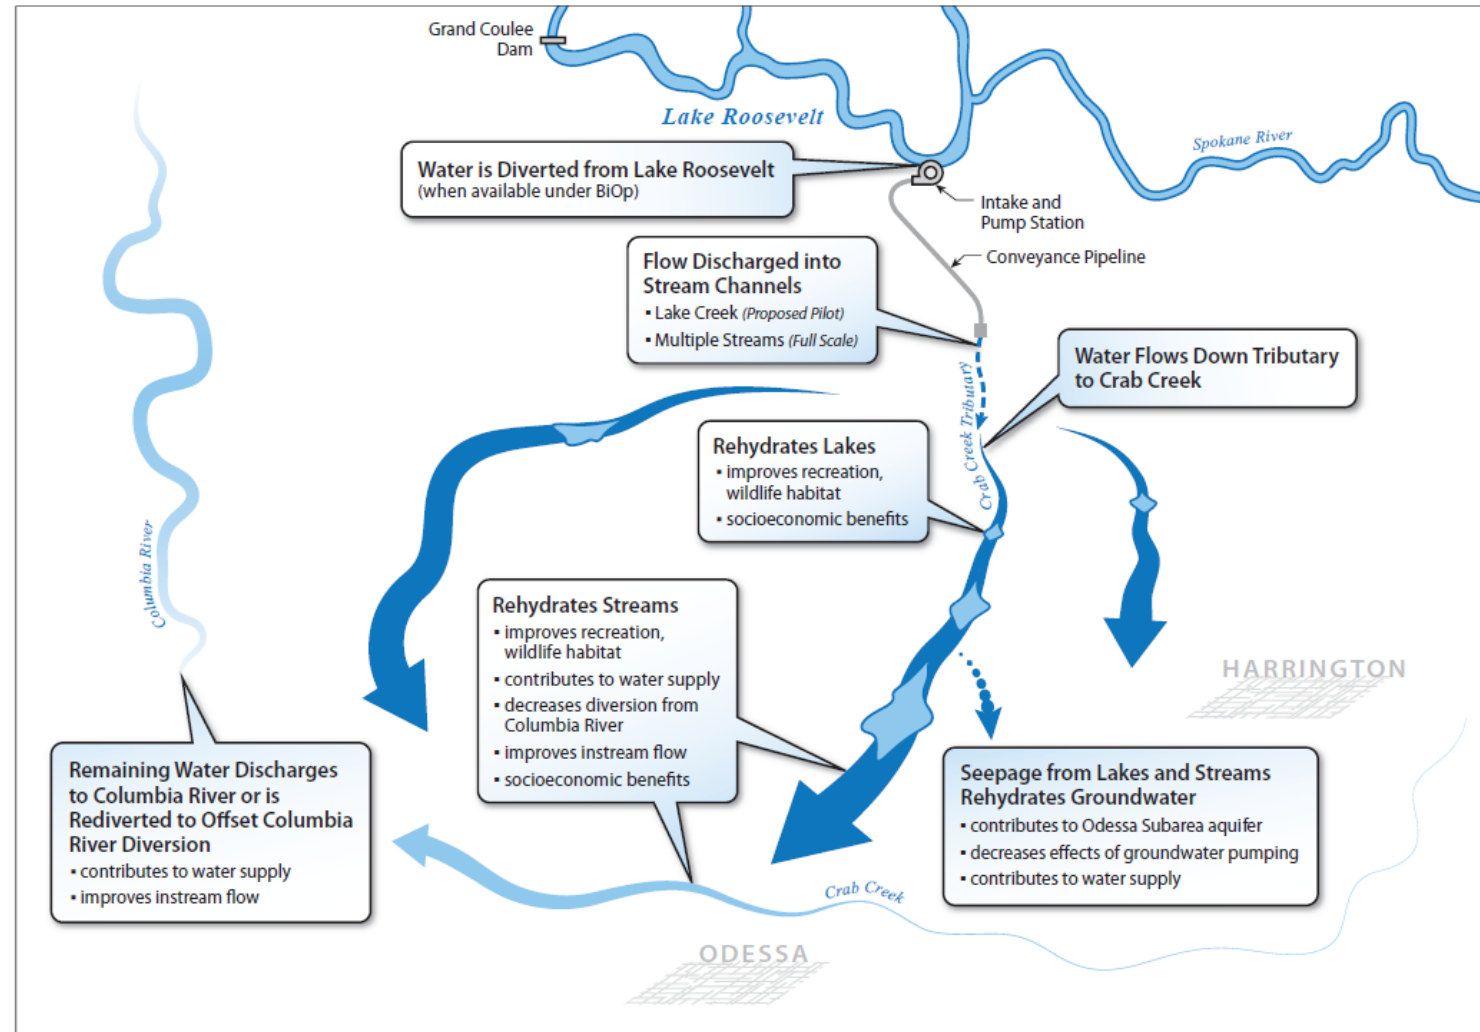 Grand Coulee
Dam
Lake Roosevelt
Spokane River
Water is Diverted from Lake Roosevelt
(when available under BiOp)
Intake and
Pump Station
Conveyance Pipeline
Flow Discharged into
Stream Channels
▪ Lake Creek (Proposed Pilot)
▪ Multiple Streams (Full Scale)
Water Flows Down Tributary
to Crab Creek
Crab Creek Tributary
Rehydrates Lakes
▪ improves recreation,
wildlife habitat
▪ socioeconomic benefits
Columbia River
Rehydrates Streams
▪ improves recreation,
wildlife habitat
▪ contributes to water supply
▪ decreases diversion from
Columbia River
▪ improves instream flow
▪ socioeconomic benefits
HARRINGTON
Remaining Water Discharges
to Columbia River or is
Rediverted to Offset Columbia
River Diversion
▪ contributes to water supply
▪ improves instream flow
Seepage from Lakes and Streams
Rehydrates Groundwater
▪ contributes to Odessa Subarea aquifer
▪ decreases effects of groundwater pumping
▪ contributes to water supply
Crab Creek
ODESSA